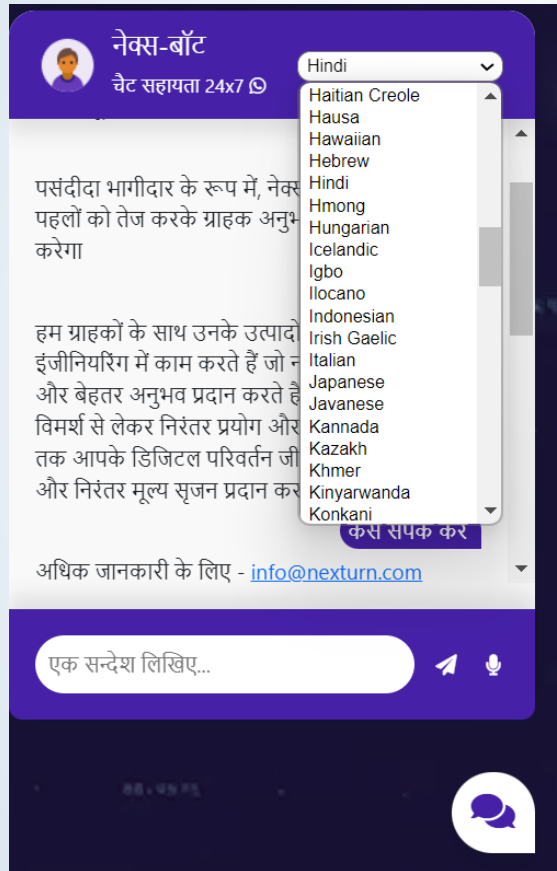 नेक्स-बॉट
चैट सहायता 24x7
Hindi
Haitian Creole
Hausa
Hawaiian
Hebrew
Hindi
Hmong
Hungarian
Icelandic
Igbo
Ilocano
Indonesian
Irish Gaelic
Italian
Japanese
Javanese
Kannada
Kazakh
Khmer
Kinyarwanda
Konkani
पसंदीदा भागीदार के रूप में, नेक्स
पहलों को तेज करके ग्राहक
करेगा
हम ग्राहकों के साथ उनके
इंजीनियरिंग में काम करते हैं जो
और बेहतर अनुभव प्रदान करते
विमर्श से लेकर निरंतर प्रयोग और
तक आपके डिजिटल परिवर्तन
और निरंतर मूल्य सृजन प्रदान
कैसे संपर्क करें
अधिक जानकारी के लिए - info@nexturn.com
एक सन्देश लिखिए...